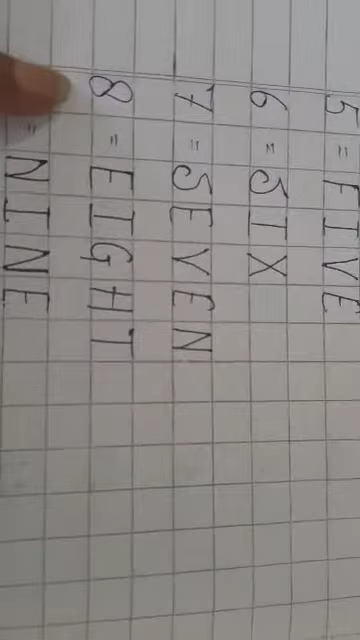 5 = FIVE
6 = SIX
7 = SEVEN
8 = EIGHT
= NINE